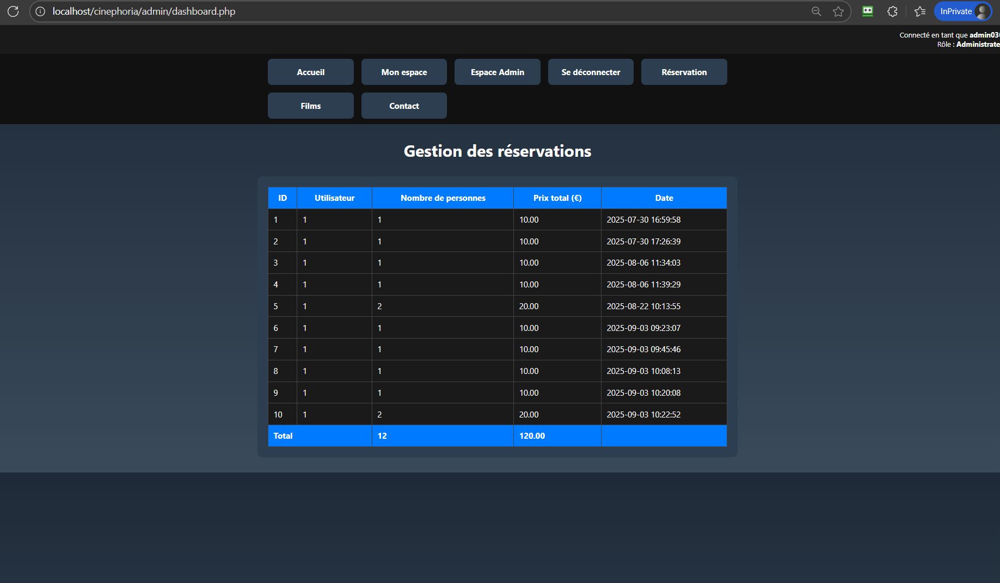 localhost/cinephoria/admin/dashboard.php
InPrivate
Connecté en tant que admin03
Rôle : Administrate
Accueil Mon espace Espace Admin Se déconnecter Réservation
Films Contact
Gestion des réservations
ID Utilisateur Nombre de personnes Prix total (€) Date
1 1 1 10.00 2025-07-30 16:59:58
2 1 1 10.00 2025-07-30 17:26:39
3 1 1 10.00 2025-08-06 11:34:03
4 1 1 10.00 2025-08-06 11:39:29
5 1 2 20.00 2025-08-22 10:13:55
6 1 1 10.00 2025-09-03 09:23:07
7 1 1 10.00 2025-09-03 09:45:46
8 1 1 10.00 2025-09-03 10:08:13
9 1 1 10.00 2025-09-03 10:20:08
10 1 2 20.00 2025-09-03 10:22:52
Total 12 120.00